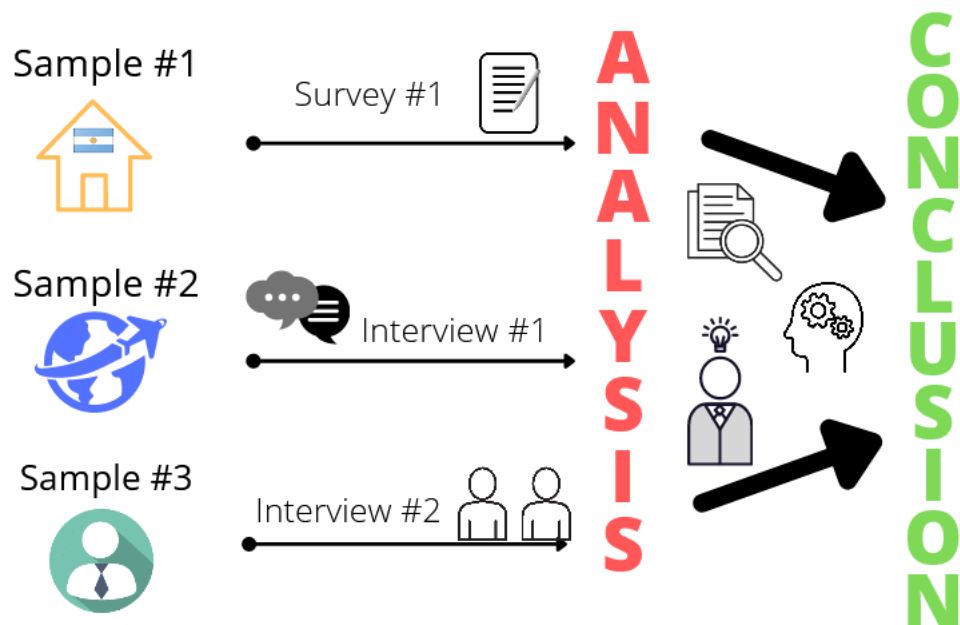 Sample #1
Survey #1
Sample #2
Interview #1
Sample #3
Interview #2
ANALYSIS
CONCLUSION